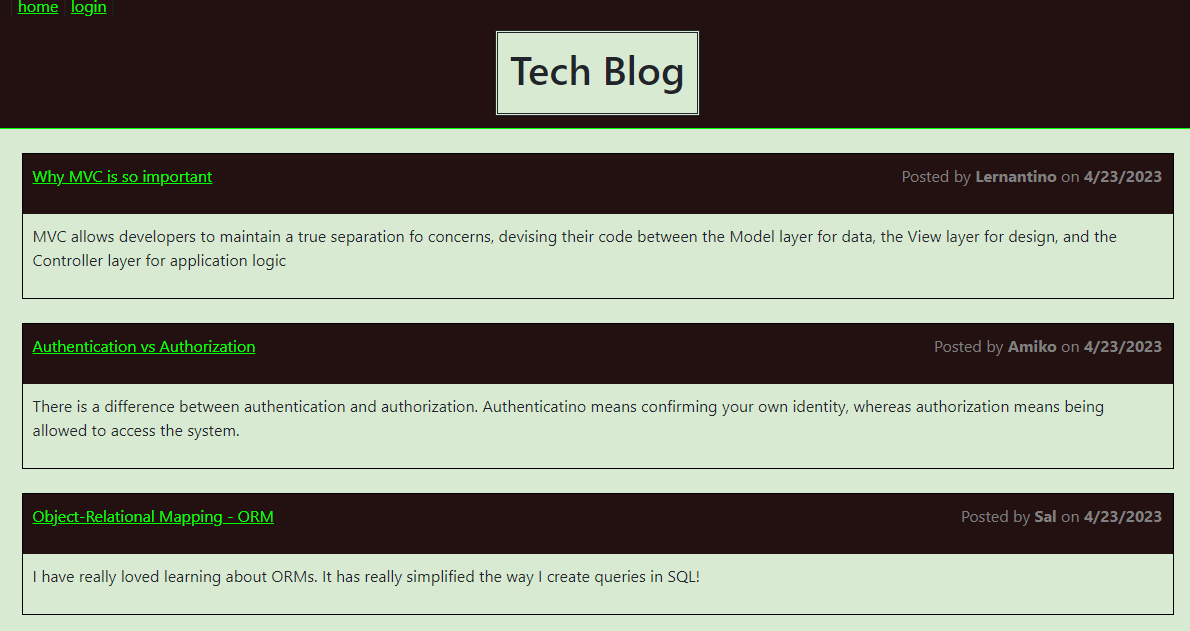 home login
Tech Blog
Why MVC is so important Posted by Lernantino on 4/23/2023
MVC allows developers to maintain a true separation fo concerns, devising their code between the Model layer for data, the View layer for design, and the
Controller layer for application logic
Authentication vs Authorization Posted by Amiko on 4/23/2023
There is a difference between authentication and authorization. Authenticatino means confirming your own identity, whereas authorization means being
allowed to access the system.
Object-Relational Mapping - ORM Posted by Sal on 4/23/2023
I have really loved learning about ORMs. It has really simplified the way I create queries in SQL!